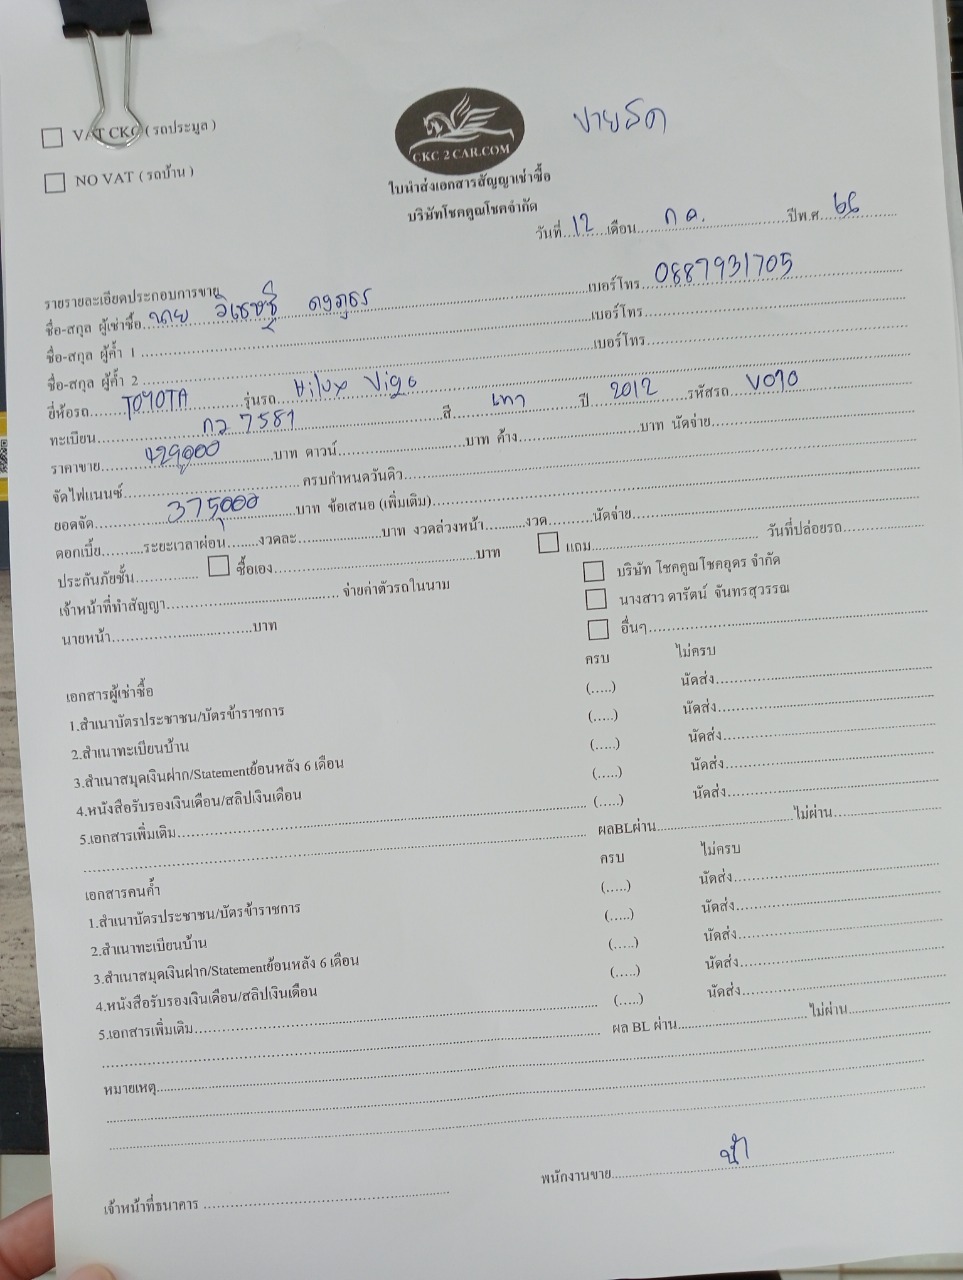 VAT CKC ( รถประมูล )
NO VAT ( รถบ้าน )
CKC 2 CAR.COM
ขายสด
ใบนำส่งเอกสารสัญญาเช่าซื้อ
บริษัทโชคคูณโชคจำกัด
วันที่....12....เดือน....ก.ค.....ปีพ.ศ....66....
รายรายละเอียดประกอบการขาย
ชื่อ-สกุล ผู้เช่าซื้อ....นาย....เบอร์โทร....0887931705
ชื่อ-สกุล ผู้ค้ำ 1....เบอร์โทร....
ชื่อ-สกุล ผู้ค้ำ 2....เบอร์โทร....
ยี่ห้อรถ....TOYOTA....รุ่นรถ....Hilux Vigo....สี....เทา....ปี....2012....รหัสรถ....V070
ทะเบียน....กว 7581
ราคาขาย....429,000....บาท ดาวน์....บาท ค้าง....บาท นัดจ่าย....
จัดไฟแนนซ์....ครบกำหนดวันดิว....
ยอดจัด....375,000....บาท ข้อเสนอ (เพิ่มเติม)....
ดอกเบี้ย....ระยะเวลาผ่อน....งวดละ....บาท งวดล่วงหน้า....งวด....นัดจ่าย....
ประกันภัยชั้น.... ซื้อเอง....บาท แถม.... วันที่ปล่อยรถ....
เจ้าหน้าที่ทำสัญญา....จ่ายค่าตัวรถในนาม
บริษัท โชคคูณโชคอุดร จำกัด
นายหน้า....บาท
นางสาว ดารัตน์ จันทรสุวรรณ
อื่นๆ....
เอกสารผู้เช่าซื้อ ครบ ไม่ครบ
1.สำเนาบัตรประชาชน/บัตรข้าราชการ (.....) นัดส่ง....
2.สำเนาทะเบียนบ้าน (.....) นัดส่ง....
3.สำเนาสมุดเงินฝาก/Statementย้อนหลัง 6 เดือน (.....) นัดส่ง....
4.หนังสือรับรองเงินเดือน/สลิปเงินเดือน (.....) นัดส่ง....
5.เอกสารเพิ่มเติม.... (.....) นัดส่ง....
ผลBLผ่าน....ไม่ผ่าน....
เอกสารคนค้ำ ครบ ไม่ครบ
1.สำเนาบัตรประชาชน/บัตรข้าราชการ (.....) นัดส่ง....
2.สำเนาทะเบียนบ้าน (.....) นัดส่ง....
3.สำเนาสมุดเงินฝาก/Statementย้อนหลัง 6 เดือน (.....) นัดส่ง....
4.หนังสือรับรองเงินเดือน/สลิปเงินเดือน (.....) นัดส่ง....
5.เอกสารเพิ่มเติม.... (.....) นัดส่ง....
ผล BL ผ่าน....ไม่ผ่าน....
หมายเหตุ....
พนักงานขาย....
เจ้าหน้าที่ธนาคาร ....